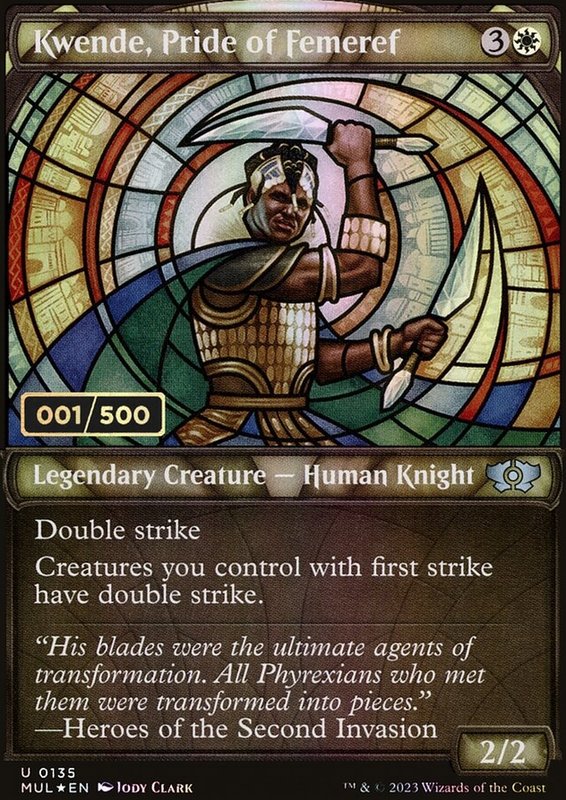 Kwende, Pride of Femeref 3
001/500
Legendary Creature — Human Knight
Double strike
Creatures you control with first strike
have double strike.
“His blades were the ultimate agents of
transformation. All Phyrexians who met
them were transformed into pieces.”
—Heroes of the Second Invasion
2/2
U 0135
MUL★EN Jody Clark
™ & © 2023 Wizards of the Coast